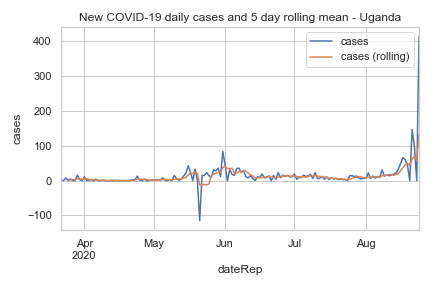 New COVID-19 daily cases and 5 day rolling mean - Uganda
cases
cases (rolling)
400
300
200
100
0
−100
cases
Apr
2020
May
Jun
Jul
Aug
dateRep